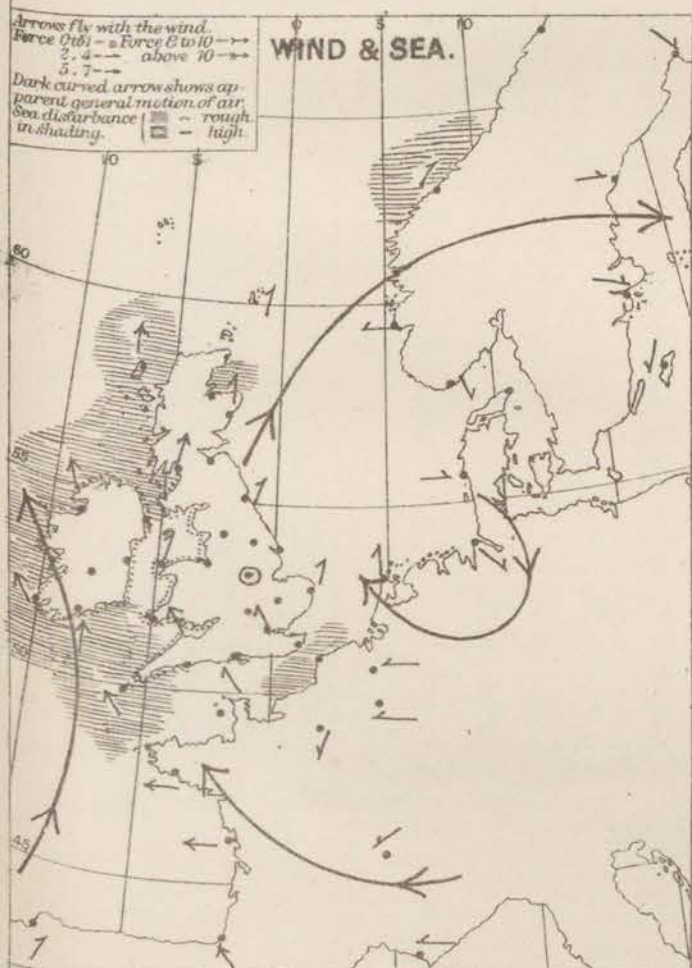 10 5 0 5 10
Arrows fly with the wind.
Force 0 to 1 — Force 8 to 10 —
2. 4 — above 10 —
5. 7 —
Dark curved arrow shows ap-
parent general motion of air.
Sea disturbance — rough.
in shading. — high.
WIND & SEA.
60
55
50
45